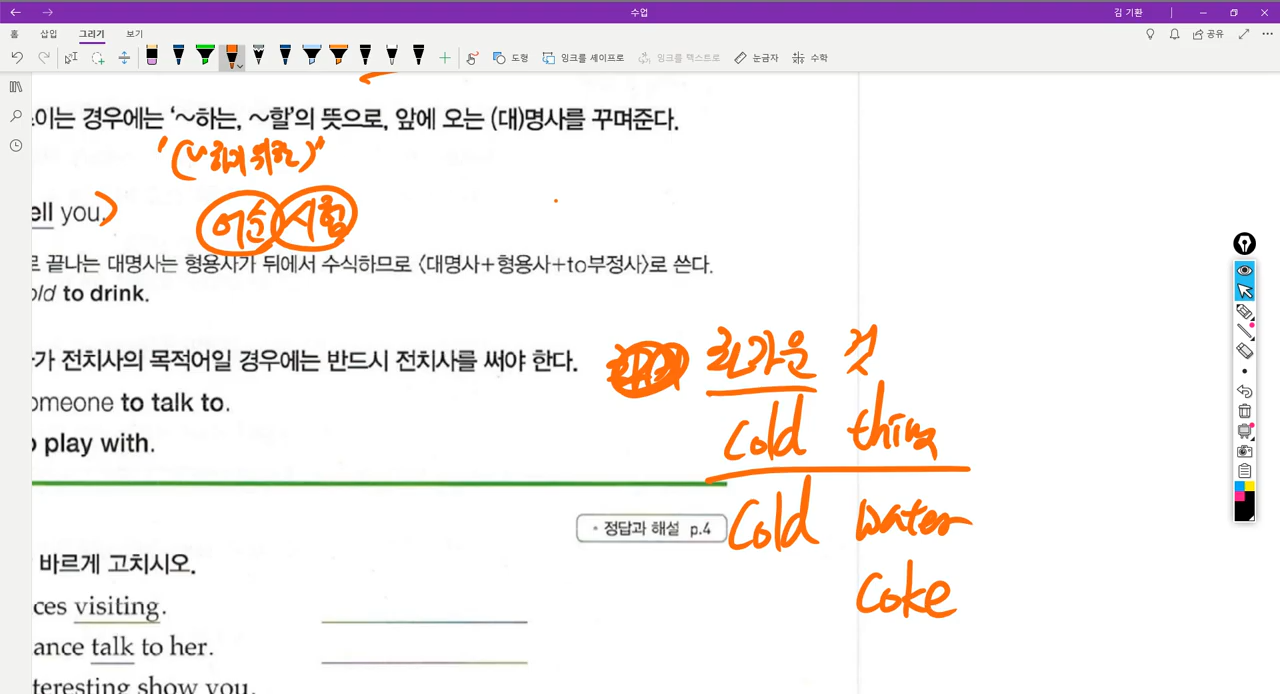 수업
김 기환
홈 삽입 그리기 보기
공유
도형 잉크를 셰이프로 잉크를 텍스트로 눈금자 수학
이는 경우에는 '~하는, ~할'의 뜻으로, 앞에 오는 (대)명사를 꾸며준다.
어순 시험
ell you.
로 끝나는 대명사는 형용사가 뒤에서 수식하므로 〈대명사+형용사+to부정사〉로 쓴다.
old to drink.
가 전치사의 목적어일 경우에는 반드시 전치사를 써야 한다.
차가운 것
omeone to talk to.
cold thing
o play with.
정답과 해설 p.4
cold water
coke
바르게 고치시오.
ces visiting.
ance talk to her.
teresting show you.